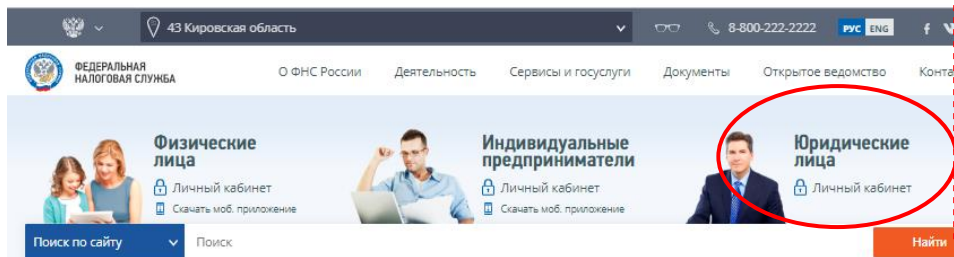 43 Кировская область
8-800-222-2222
РУС ENG
ФЕДЕРАЛЬНАЯ
НАЛОГОВАЯ СЛУЖБА
О ФНС России
Деятельность
Сервисы и госуслуги
Документы
Открытое ведомство
Конта
Физические
лица
Личный кабинет
Скачать моб. приложение
Индивидуальные
предприниматели
Личный кабинет
Скачать моб. приложение
Юридические
лица
Личный кабинет
Поиск по сайту
Поиск
Найти